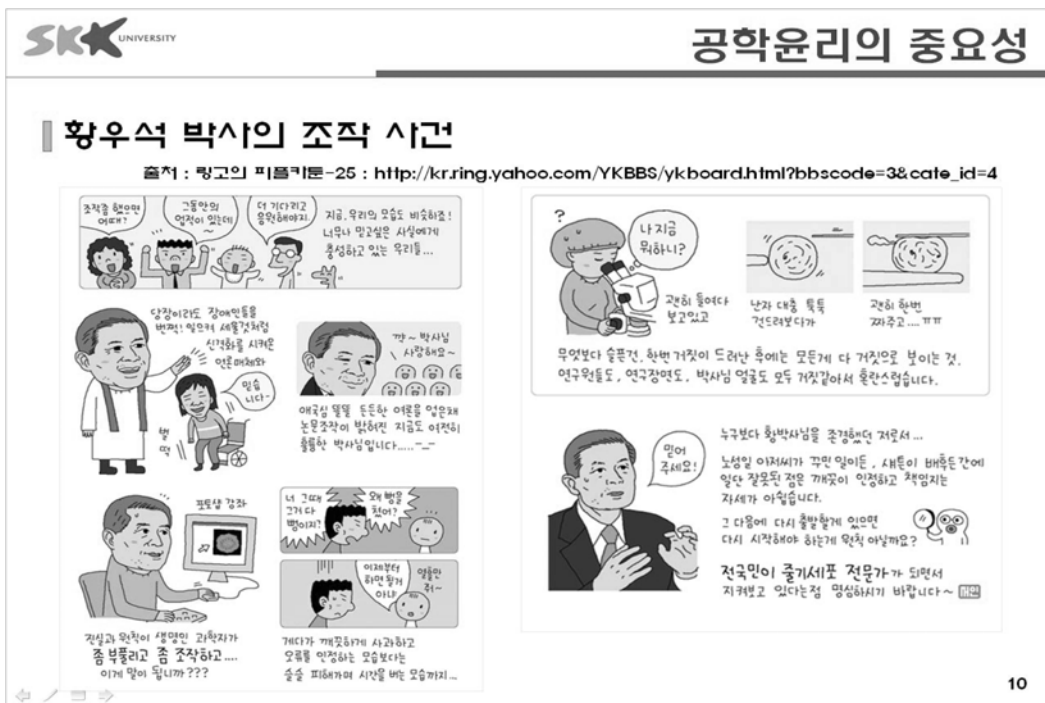 SKK UNIVERSITY
공학윤리의 중요성
황우석 박사의 조작 사건
출처 : 링고의 피플카툰-25 : http://kr.ring.yahoo.com/YKBBS/ykboard.html?bbscode=3&cate_id=4
조작좀 했으면
어때?
그동안의
업적이 있는데
더 기다리고
응원해야지.
지금, 우리의 모습도 비슷하죠!
너무나 믿고싶은 사실에게
충성하고 있는 우리들...
당장이라도 장애인들을
번쩍! 일으켜 세울것처럼
신격화를 시켜온
언론매체와
믿습
니다~
벌
떡
꺅~ 박사님
사랑해요~
애국심 똘똘 든든한 여론을 업은채
논문조작이 밝혀진 지금도 여전히
훌륭한 박사님입니다.....
포토샵 강좌
진실과 원칙이 생명인 과학자가
좀 부풀리고 좀 조작하고....
이게 말이 됩니까???
너 그때
그거 다
뻥이지?
왜 뻥을
쳤어?
이제부터
하면 될거
아냐
열흘만
줘~
게다가 깨끗하게 사과하고
오류를 인정하는 모습보다는
슬슬 피해가며 시간을 버는 모습까지...
?
나 지금
뭐하니?
괜히 들여다
보고있고
난자 대충 툭툭
건드려보다가
괜히 한번
짜주고....ㅠㅠ
무엇보다 슬픈건, 한번 거짓이 드러난 후에는 모든게 다 거짓으로 보이는 것.
연구원들도, 연구장면도, 박사님 얼굴도 모두 거짓같아서 혼란스럽습니다.
믿어
주세요!
누구보다 황박사님을 존경했던 저로서...
노성일 아저씨가 꾸민 일이든, 섀튼이 배후든간에
일단 잘못된 점은 깨끗이 인정하고 책임지는
자세가 아쉽습니다.
그 다음에 다시 출발할게 있으면
다시 시작해야 하는게 원칙 아닐까요?
전국민이 줄기세포 전문가가 되면서
지켜보고 있다는점 명심하시기 바랍니다~
10